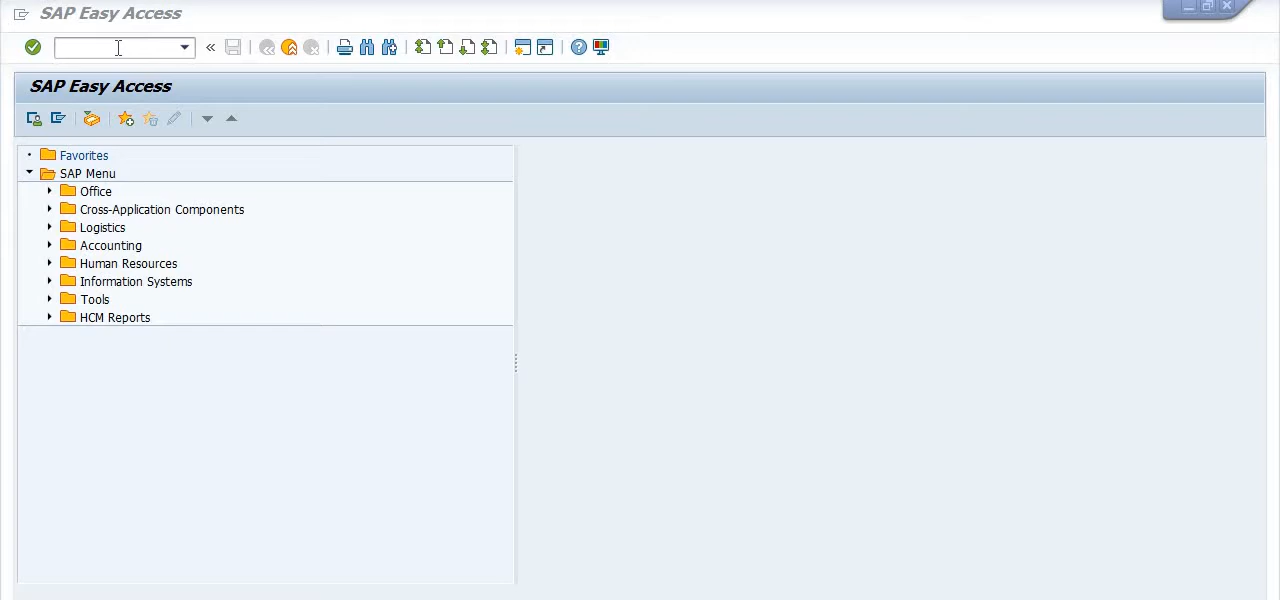 SAP Easy Access
SAP Easy Access
Favorites
SAP Menu
Office
Cross-Application Components
Logistics
Accounting
Human Resources
Information Systems
Tools
HCM Reports